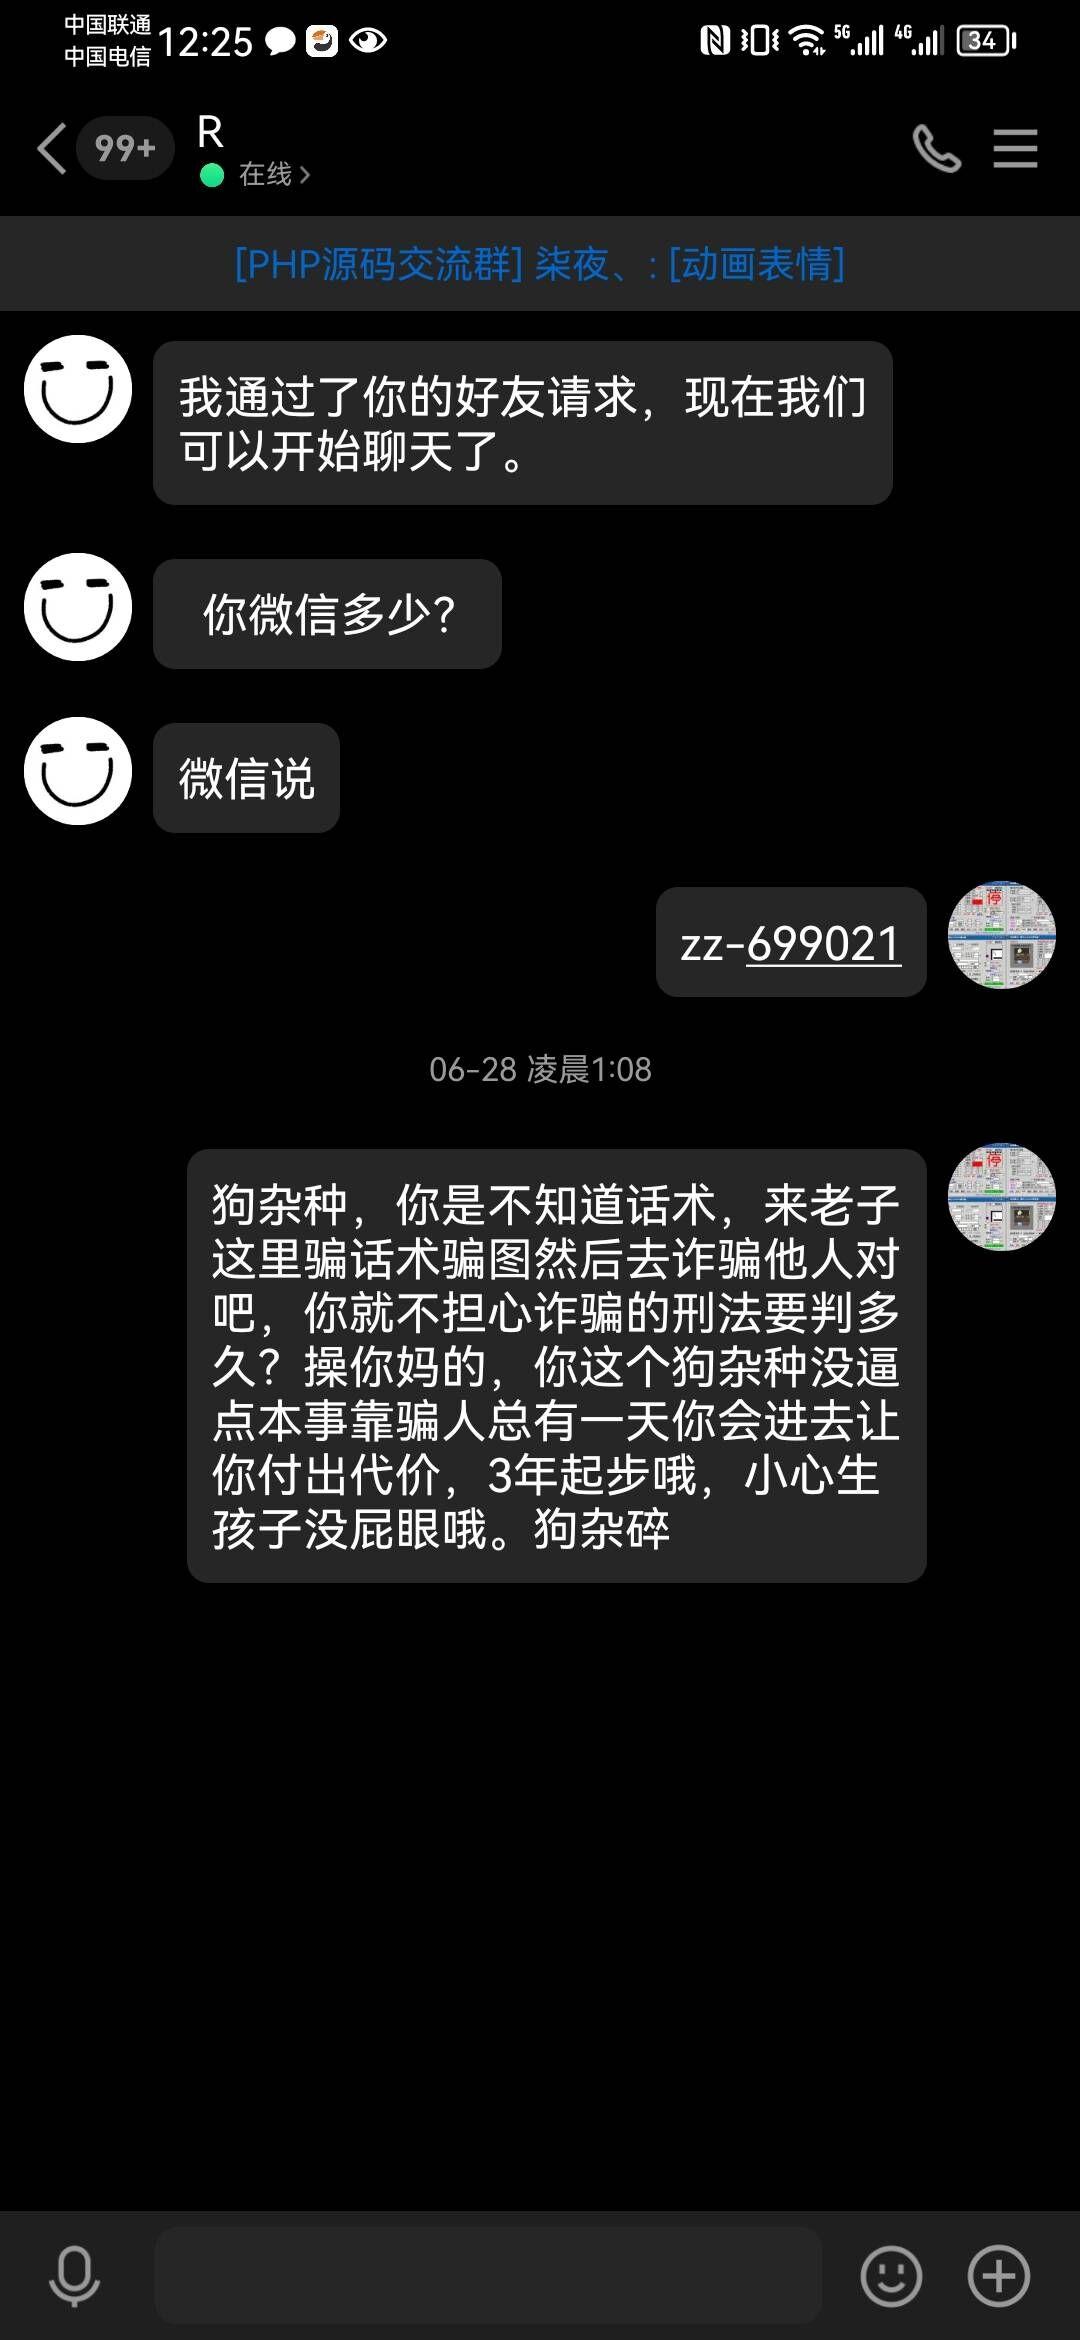 中国联通
中国电信
12:25
5G
4G
34
99+
R
在线
[PHP源码交流群] 柒夜、: [动画表情]
我通过了你的好友请求，现在我们
可以开始聊天了。
你微信多少？
微信说
zz-699021
停
06-28 凌晨1:08
停
狗杂种，你是不知道话术，来老子
这里骗话术骗图然后去诈骗他人对
吧，你就不担心诈骗的刑法要判多
久？操你妈的，你这个狗杂种没逼
点本事靠骗人总有一天你会进去让
你付出代价，3年起步哦，小心生
孩子没屁眼哦。狗杂碎